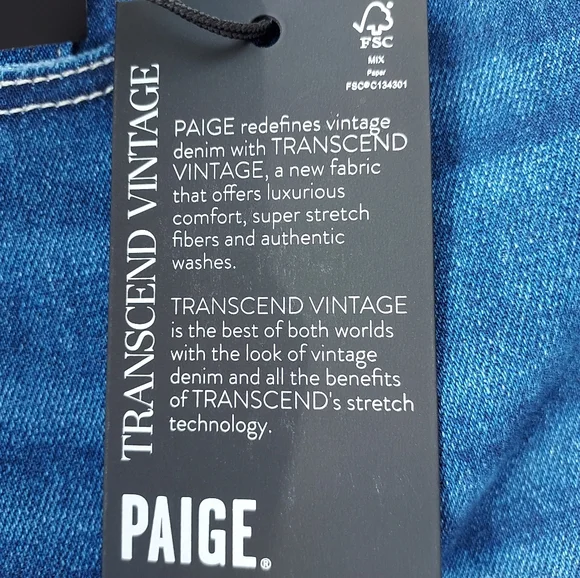 FSC
MIX
Paper
FSC® C134301
TRANSCEND VINTAGE
PAIGE redefines vintage
denim with TRANSCEND
VINTAGE, a new fabric
that offers luxurious
comfort, super stretch
fibers and authentic
washes.
TRANSCEND VINTAGE
is the best of both worlds
with the look of vintage
denim and all the benefits
of TRANSCEND's stretch
technology.
PAIGE®